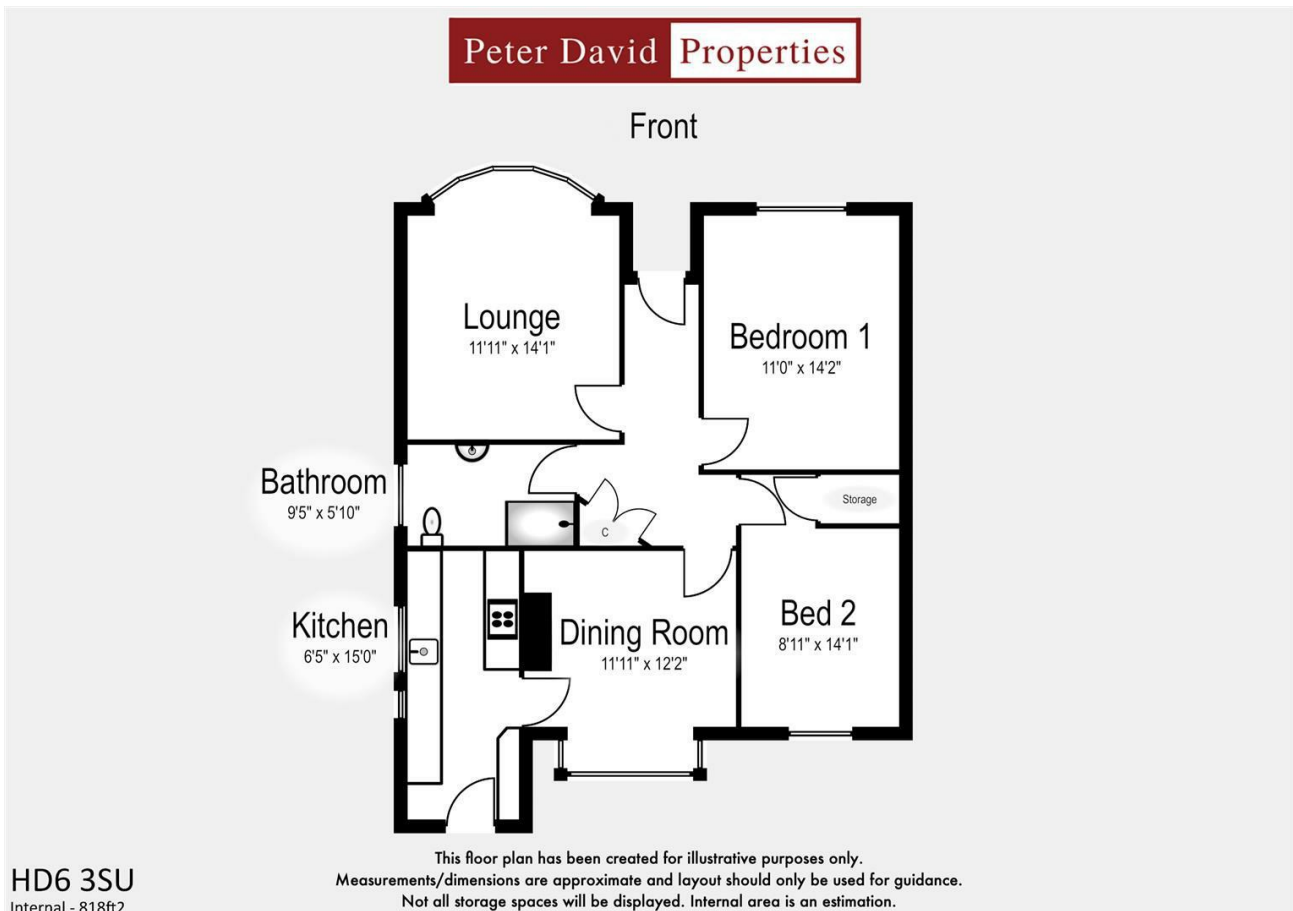 Peter David Properties
Front
Lounge
11'11" x 14'1"
Bedroom 1
11'0" x 14'2"
Bathroom
9'5" x 5'10"
Storage
C
Kitchen
6'5" x 15'0"
Dining Room
11'11" x 12'2"
Bed 2
8'11" x 14'1"
This floor plan has been created for illustrative purposes only.
Measurements/dimensions are approximate and layout should only be used for guidance.
Not all storage spaces will be displayed. Internal area is an estimation.
HD6 3SU
Internal - 818ft2